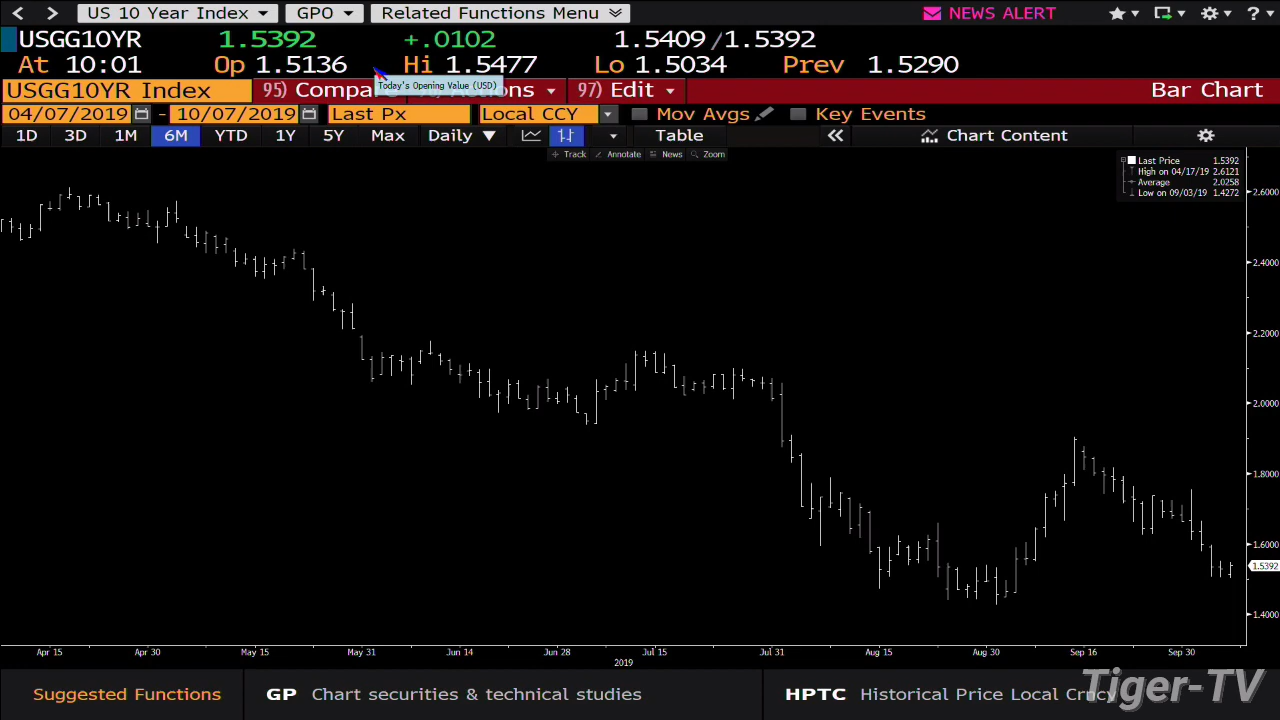 US 10 Year Index GPO Related Functions Menu NEWS ALERT ?
USGG10YR 1.5392 +.0102 1.5409/1.5392
At 10:01 Op 1.5136 Hi 1.5477 Lo 1.5034 Prev 1.5290
Today's Opening Value (USD)
USGG10YR Index 95) Compa 97) Edit Bar Chart
04/07/2019 - 10/07/2019 Last Px Local CCY Mov Avgs Key Events
1D 3D 1M 6M YTD 1Y 5Y Max Daily Table Chart Content
Track Annotate News Zoom
Last Price 1.5392
High on 04/17/19 2.6121
Average 2.0258
Low on 09/03/19 1.4272
2.6000
2.4000
2.2000
2.0000
1.8000
1.6000
1.5392
1.4000
Apr 15 Apr 30 May 15 May 31 Jun 14 Jun 28 Jul 15 Jul 31 Aug 15 Aug 30 Sep 16 Sep 30
2019
Suggested Functions GP Chart securities & technical studies HPTC Historical Price Local Crncy
Tiger-TV